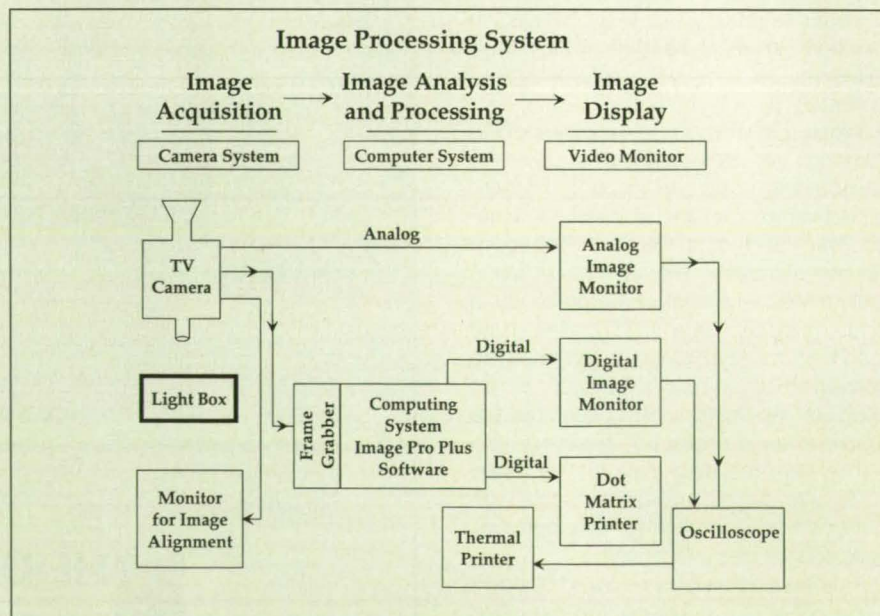 Image Processing System
Image
Acquisition
Image Analysis
and Processing
Image
Display
Camera System
Computer System
Video Monitor
TV
Camera
Analog
Analog
Image
Monitor
Digital
Digital
Image
Monitor
Light Box
Frame
Grabber
Computing
System
Image Pro Plus
Software
Digital
Dot
Matrix
Printer
Monitor
for Image
Alignment
Thermal
Printer
Oscilloscope